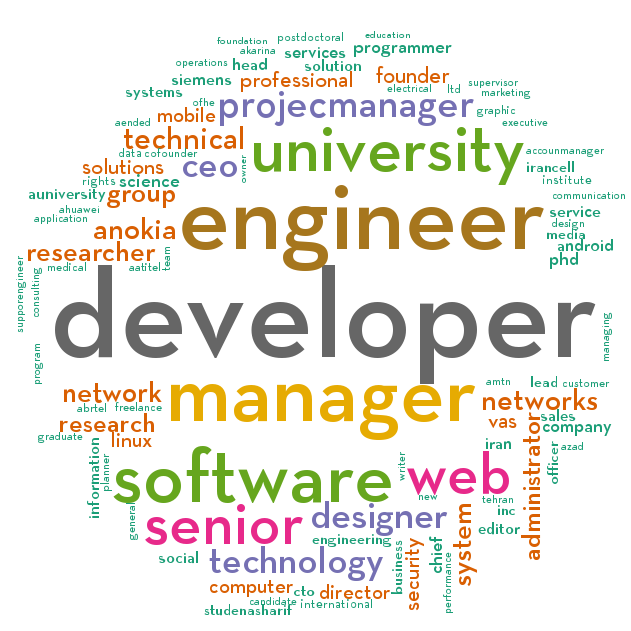 education
foundation
postdoctoral
akarina
services
programmer
operations
head
solution
siemens
professional
founder
systems
electrical
ltd
supervisor
marketing
ofhe
mobile
projecmanager
graphic
aended
technical
university
executive
data
cofounder
ceo
owner
accounmanager
solutions
irancell
rights
science
institute
auniversity
group
engineer
communication
ahuawei
service
application
anokia
design
media
researcher
team
android
medical
aatitel
phd
supporengineer
consulting
developer
managing
program
manager
amtn
lead
customer
network
networks
abrtel
freelance
sales
research
vas
company
graduate
linux
administrator
iran
azad
information
planner
software
writer
web
officer
new
tehran
general
senior
designer
system
inc
editor
engineering
social
technology
business
security
chief
performance
computer
cto
director
candidate
international
studenasharif